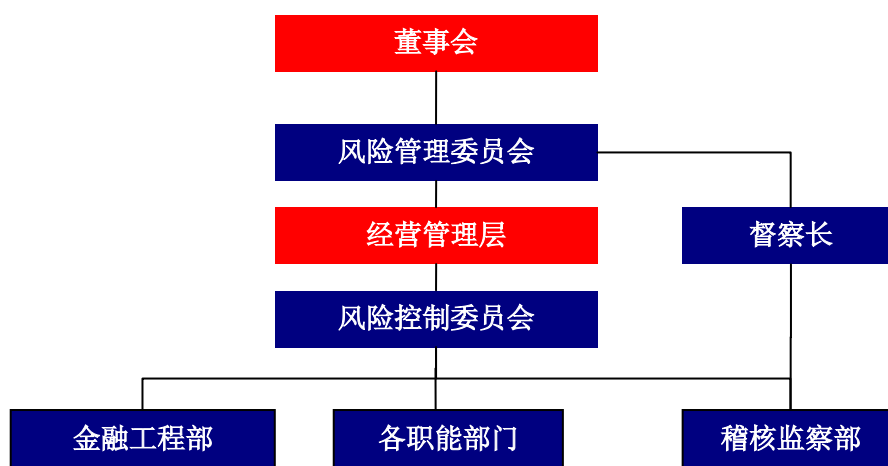 董事会
风险管理委员会
经营管理层
督察长
风险控制委员会
金融工程部
各职能部门
稽核监察部